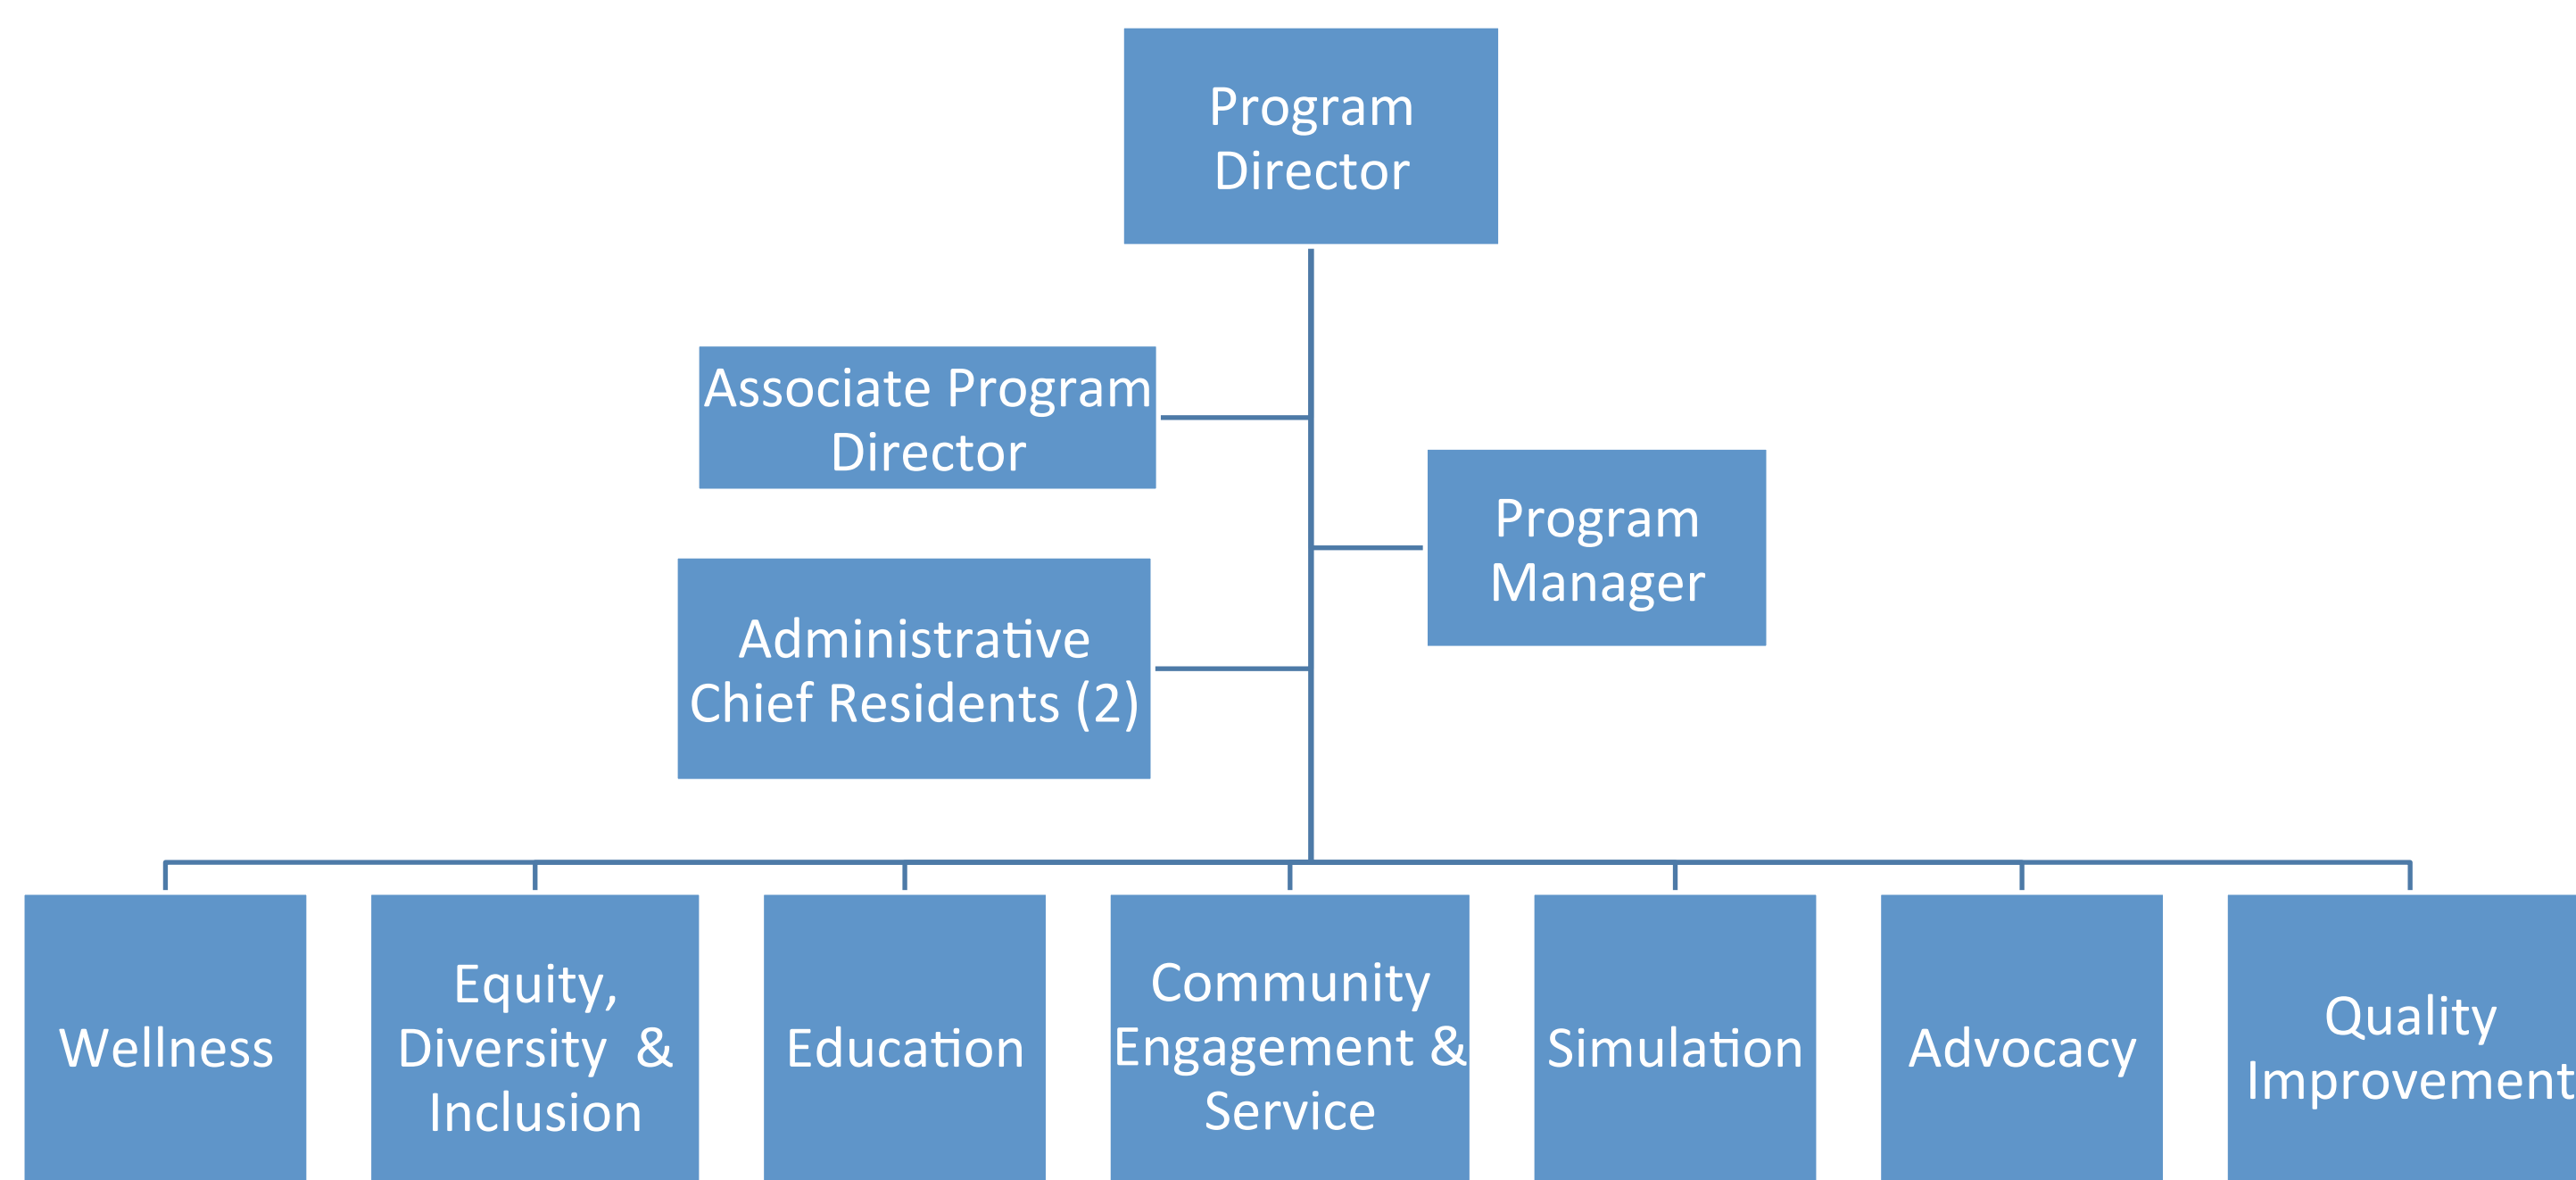 Program
Director
Associate Program
Director
Program
Manager
Administrative
Chief Residents (2)
Wellness
Equity,
Diversity  &
Inclusion
Education
Community
Engagement &
Service
Simulation
Advocacy
Quality
Improvement